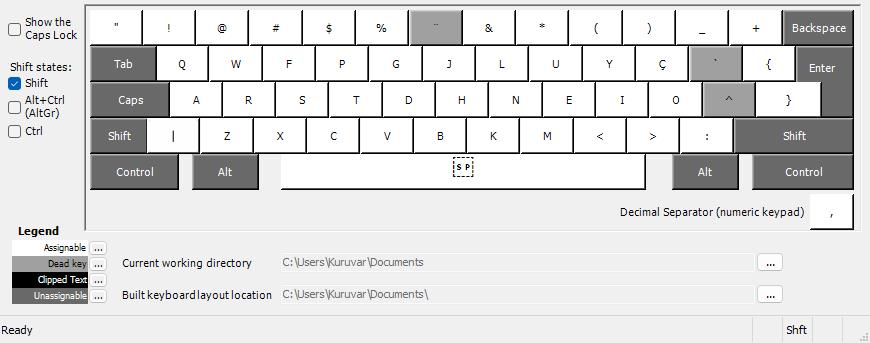 Show the
Caps Lock
" ! @ # $ % ¨ & * ( ) _ + Backspace
Shift states:
Shift
Alt+Ctrl
(AltGr)
Ctrl
Tab Q W F P G J L U Y Ç ` { Enter
Caps A R S T D H N E I O ^ }
Shift | Z X C V B K M < > : Shift
Control Alt SP Alt Control
Decimal Separator (numeric keypad) ,
Legend
Assignable ...
Dead key ...
Clipped Text ...
Unassignable ...
Current working directory C:\Users\Kuruvar\Documents ...
Built keyboard layout location C:\Users\Kuruvar\Documents\ ...
Ready Shft